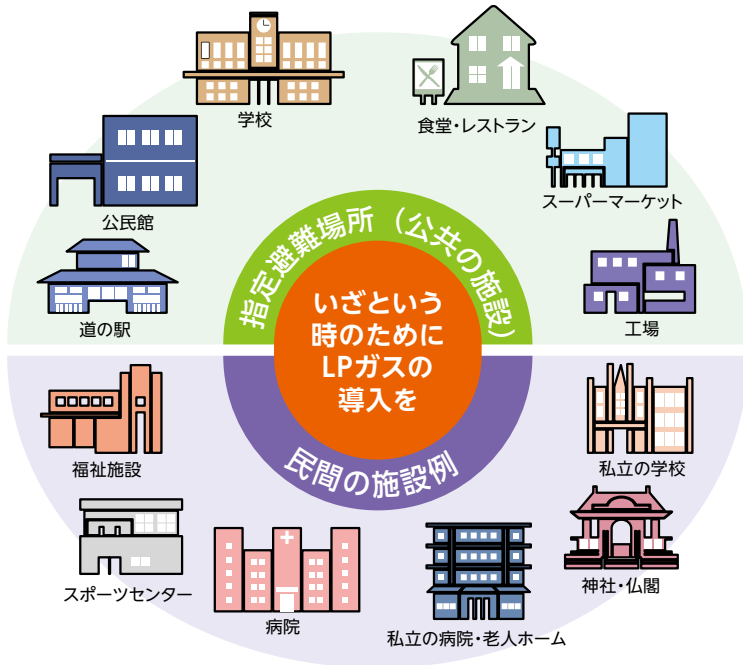 学校
食堂・レストラン
公民館
スーパーマーケット
道の駅
工場
指定避難場所（公共の施設）
いざという
時のために
LPガスの
導入を
民間の施設例
福祉施設
私立の学校
スポーツセンター
神社・仏閣
病院
私立の病院・老人ホーム